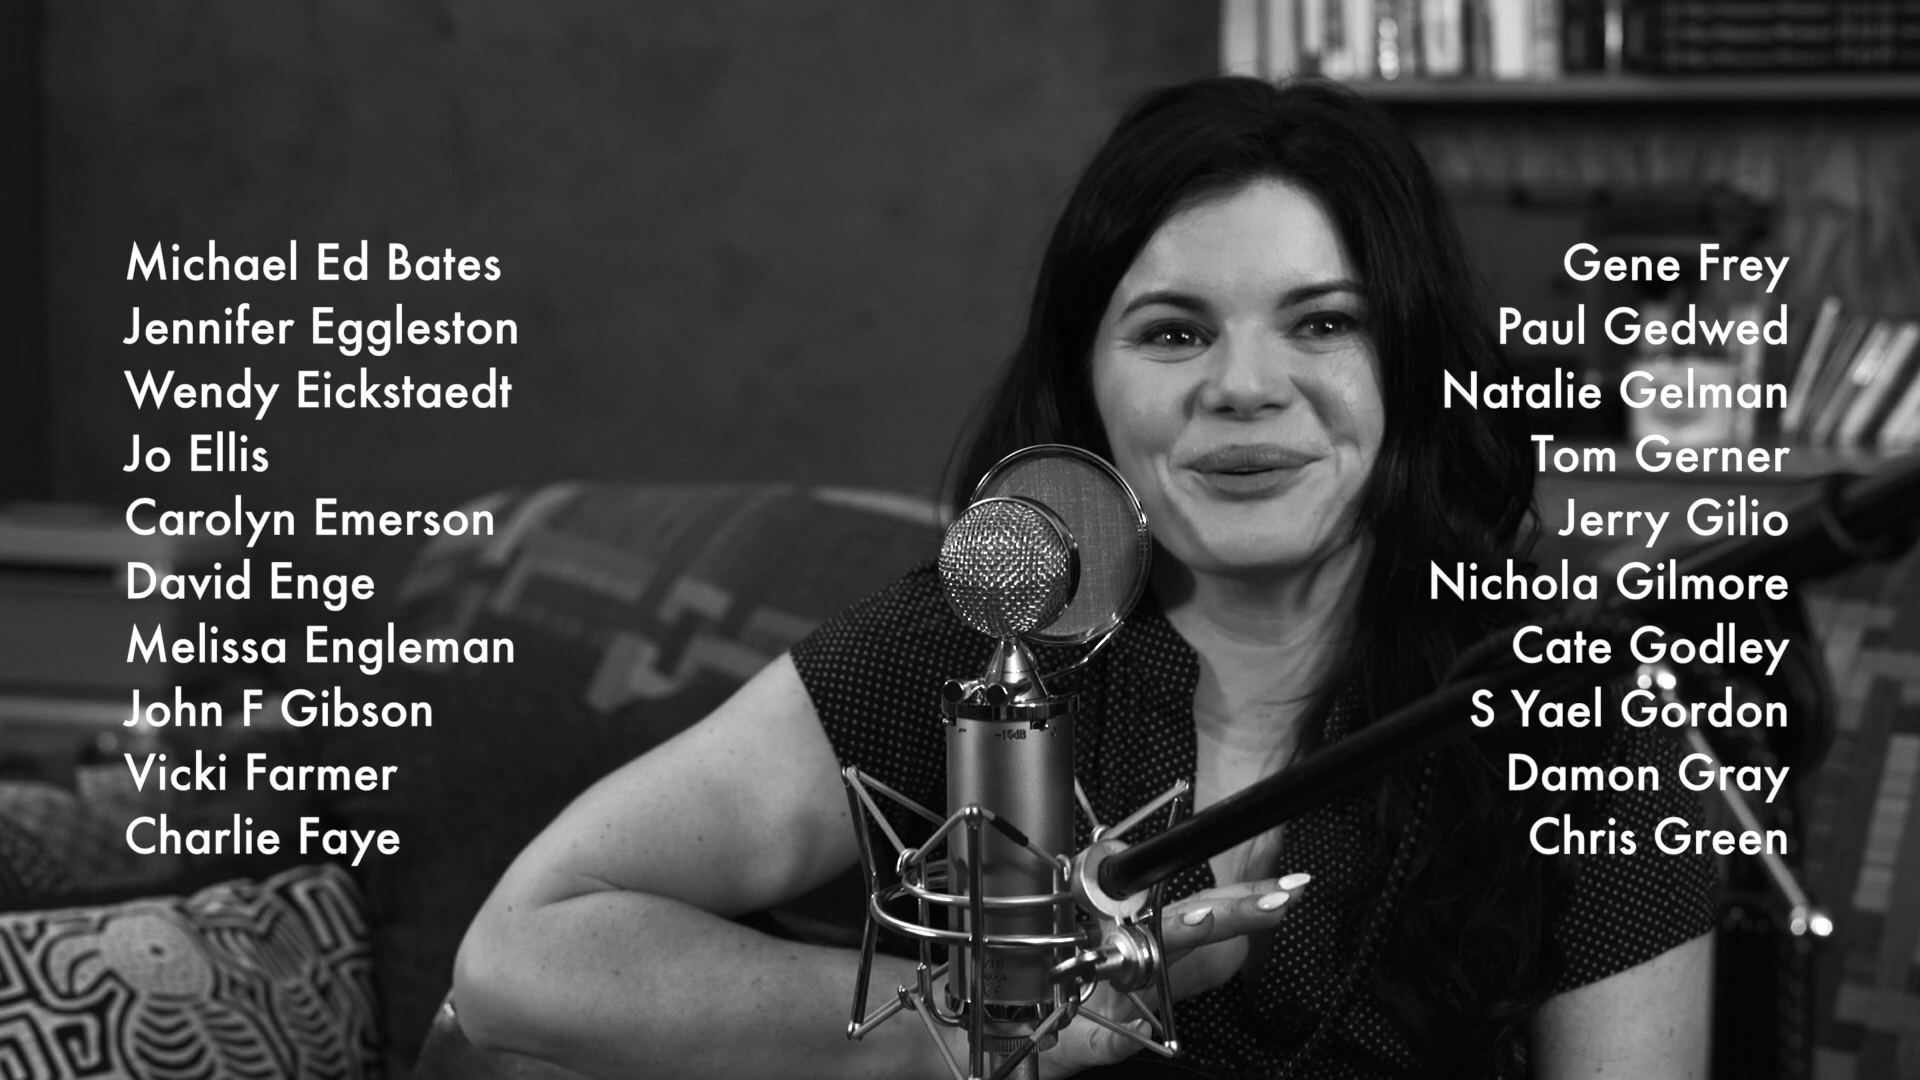 Michael Ed Bates
Jennifer Eggleston
Wendy Eickstaedt
Jo Ellis
Carolyn Emerson
David Enge
Melissa Engleman
John F Gibson
Vicki Farmer
Charlie Faye
Gene Frey
Paul Gedwed
Natalie Gelman
Tom Gerner
Jerry Gilio
Nichola Gilmore
Cate Godley
S Yael Gordon
Damon Gray
Chris Green
-15dB